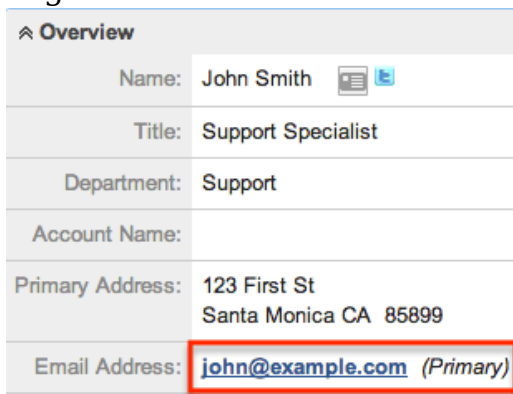 Overview
Name: John Smith
Title: Support Specialist
Department: Support
Account Name:
Primary Address: 123 First St
Santa Monica CA 85899
Email Address: john@example.com (Primary)